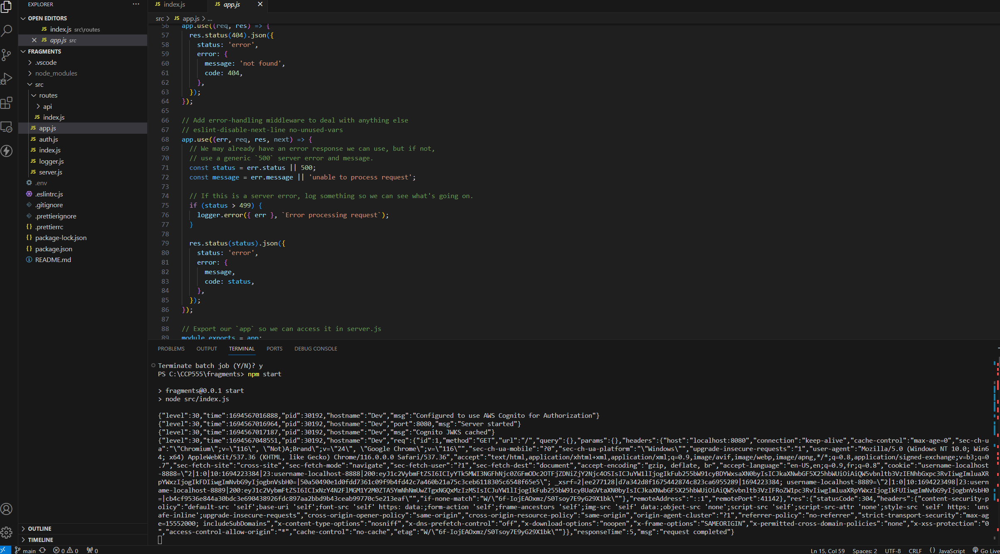 EXPLORER
...
OPEN EDITORS
JS index.js src\routes
JS app.js src
FRAGMENTS
.vscode
node_modules
src
routes
api
JS index.js
JS app.js
JS auth.js
JS index.js
JS logger.js
JS server.js
.env
.eslintrc.js
.gitignore
.prettierignore
{} .prettierrc
{} package-lock.json
{} package.json
README.md
OUTLINE
TIMELINE
JS index.js
JS app.js
src > JS app.js > ...
56 app.use((req, res) => {
57 res.status(404).json({
58 status: 'error',
59 error: {
60 message: 'not found',
61 code: 404,
62 },
63 });
64 });
65
66 // Add error-handling middleware to deal with anything else
67 // eslint-disable-next-line no-unused-vars
68 app.use((err, req, res, next) => {
69 // We may already have an error response we can use, but if not,
70 // use a generic `500` server error and message.
71 const status = err.status || 500;
72 const message = err.message || 'unable to process request';
73
74 // If this is a server error, log something so we can see what's going on.
75 if (status > 499) {
76 logger.error({ err }, `Error processing request`);
77 }
78
79 res.status(status).json({
80 status: 'error',
81 error: {
82 message,
83 code: status,
84 },
85 });
86 });
87
88 // Export our `app` so we can access it in server.js
89 module.exports = app;
PROBLEMS OUTPUT TERMINAL PORTS DEBUG CONSOLE
Terminate batch job (Y/N)? y
PS C:\CCP555\fragments> npm start
> fragments@0.0.1 start
> node src/index.js
{"level":30,"time":1694567016888,"pid":30192,"hostname":"Dev","msg":"Configured to use AWS Cognito for Authorization"}
{"level":30,"time":1694567016964,"pid":30192,"hostname":"Dev","port":8080,"msg":"Server started"}
{"level":30,"time":1694567017187,"pid":30192,"hostname":"Dev","msg":"Cognito JWKS cached"}
{"level":30,"time":1694567048551,"pid":30192,"hostname":"Dev","req":{"id":1,"method":"GET","url":"/","query":{},"params":{},"headers":{"host":"localhost:8080","connection":"keep-alive","cache-control":"max-age=0","sec-ch-u
a":"\"Chromium\";v=\"116\", \"Not)A;Brand\";v=\"24\", \"Google Chrome\";v=\"116\"","sec-ch-ua-mobile":"?0","sec-ch-ua-platform":"\"Windows\"","upgrade-insecure-requests":"1","user-agent":"Mozilla/5.0 (Windows NT 10.0; Win6
4; x64) AppleWebKit/537.36 (KHTML, like Gecko) Chrome/116.0.0.0 Safari/537.36","accept":"text/html,application/xhtml+xml,application/xml;q=0.9,image/avif,image/webp,image/apng,*/*;q=0.8,application/signed-exchange;v=b3;q=0
.7","sec-fetch-site":"cross-site","sec-fetch-mode":"navigate","sec-fetch-user":"?1","sec-fetch-dest":"document","accept-encoding":"gzip, deflate, br","accept-language":"en-US,en;q=0.9,fr;q=0.8","cookie":"username-localhost
-8888=\"2|1:0|10:1694223384|23:username-localhost-8888|200:eyJ1c2VybmFtZSI6ICIyYTk5MWI3NGFhNjc0ZGFmODc2OTFjZDNiZjY2Njc4OSIsICJuYW1lIjogIkFub255bW91cyBDYWxsaXN0byIsICJkaXNwbGF5X25hbWUiOiAiQW5vbnltb3VzIENhbGxpc3RvIiwgImluaXR
pYWxzIjogIkFDIiwgImNvbG9yIjogbnVsbH0=|50a50490e1d0fdd7361c09f9b4fd42c7a460b21a75c3ceb6118305c6548f65e5\"; _xsrf=2|ee277128|d7a342d8f1675442874c823ca6955289|1694223384; username-localhost-8889=\"2|1:0|10:1694223498|23:usern
ame-localhost-8889|200:eyJ1c2VybmFtZSI6ICIxNzY4N2FlMGM1Y2M0ZTA5YmNhNmUwZTgxNGQxMzIzMSIsICJuYW1lIjogIkFub255bW91cyBUaGVtaXN0byIsICJkaXNwbGF5X25hbWUiOiAiQW5vbnltb3VzIFRoZW1pc3RvIiwgImluaXRpYWxzIjogIkFUIiwgImNvbG9yIjogbnVsbH0
=|cb4cf9536e844a30bdc3e690438926fdc897aa2bbd9b43ceab99770c5e213eaf\"","if-none-match":"W/\"6f-IojEAOxmz/S0Tsoy7E9yG29X1bk\""},"remoteAddress":"::1","remotePort":41142},"res":{"statusCode":304,"headers":{"content-security-p
olicy":"default-src 'self';base-uri 'self';font-src 'self' https: data:;form-action 'self';frame-ancestors 'self';img-src 'self' data:;object-src 'none';script-src 'self';script-src-attr 'none';style-src 'self' https: 'uns
afe-inline';upgrade-insecure-requests","cross-origin-opener-policy":"same-origin","cross-origin-resource-policy":"same-origin","origin-agent-cluster":"?1","referrer-policy":"no-referrer","strict-transport-security":"max-ag
e=15552000; includeSubDomains","x-content-type-options":"nosniff","x-dns-prefetch-control":"off","x-download-options":"noopen","x-frame-options":"SAMEORIGIN","x-permitted-cross-domain-policies":"none","x-xss-protection":"0
","access-control-allow-origin":"*","cache-control":"no-cache","etag":"W/\"6f-IojEAOxmz/S0Tsoy7E9yG29X1bk\""}},"responseTime":5,"msg":"request completed"}
main 0 0 0 Ln 15, Col 59 Spaces: 2 UTF-8 CRLF {} JavaScript Go Live